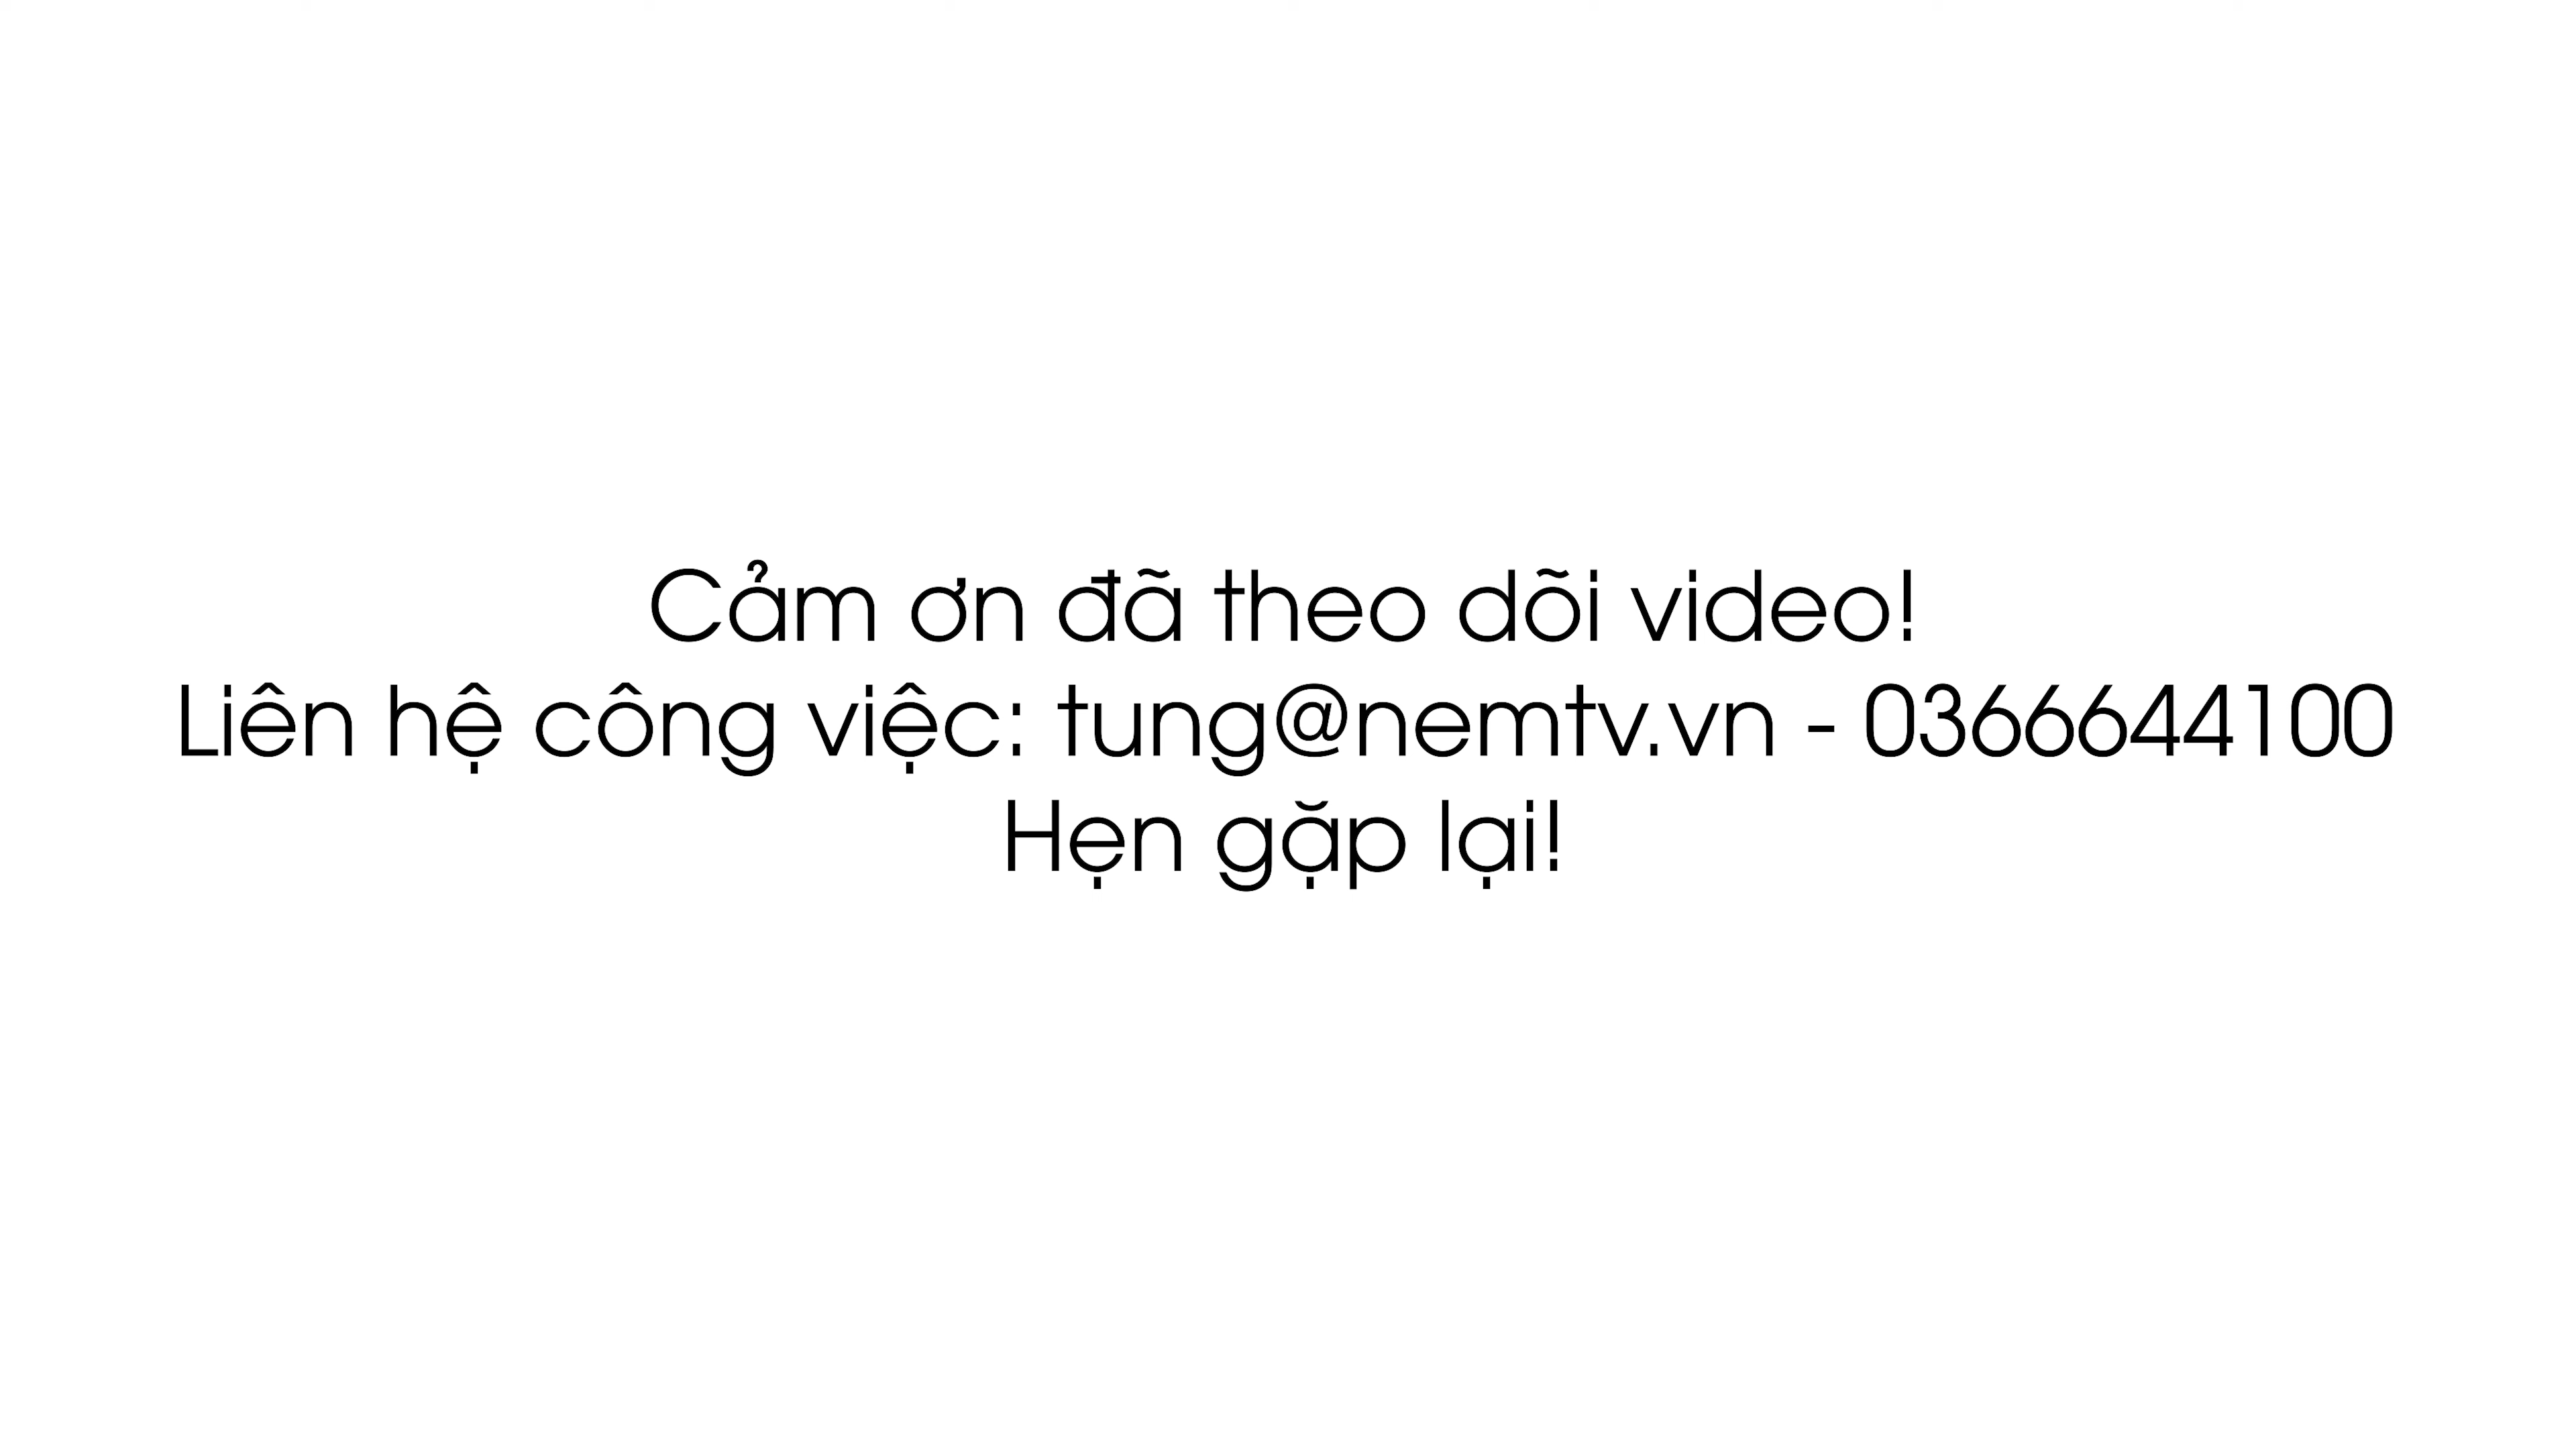 Cảm ơn đã theo dõi video!
Liên hệ công việc: tung@nemtv.vn - 0366644100
Hẹn gặp lại!